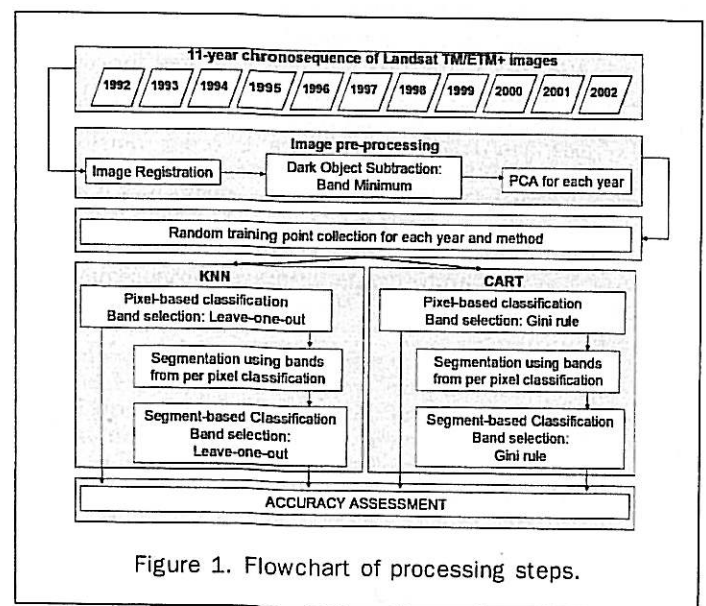 11-year chronosequence of Landsat TM/ETM+ images
1992 1993 1994 1995 1996 1997 1998 1999 2000 2001 2002
Image pre-processing
Image Registration
Dark Object Subtraction:
Band Minimum
PCA for each year
Random training point collection for each year and method
KNN
Pixel-based classification
Band selection: Leave-one-out
Segmentation using bands
from per pixel classification
Segment-based Classification
Band selection:
Leave-one-out
CART
Pixel-based classification
Band selection: Gini rule
Segmentation using bands
from per pixel classification
Segment-based Classification
Band selection:
Gini rule
ACCURACY ASSESSMENT
Figure 1. Flowchart of processing steps.